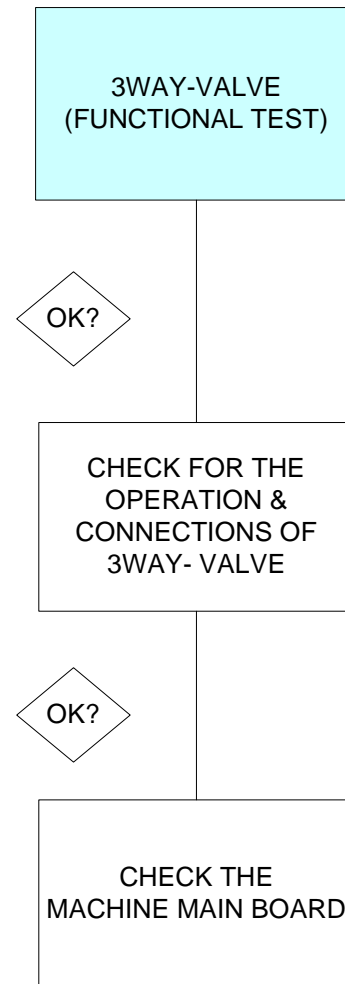 3WAY-VALVE
(FUNCTIONAL TEST)
OK?
CHECK FOR THE
OPERATION &
CONNECTIONS OF
3WAY- VALVE
OK?
CHECK THE
MACHINE MAIN BOARD